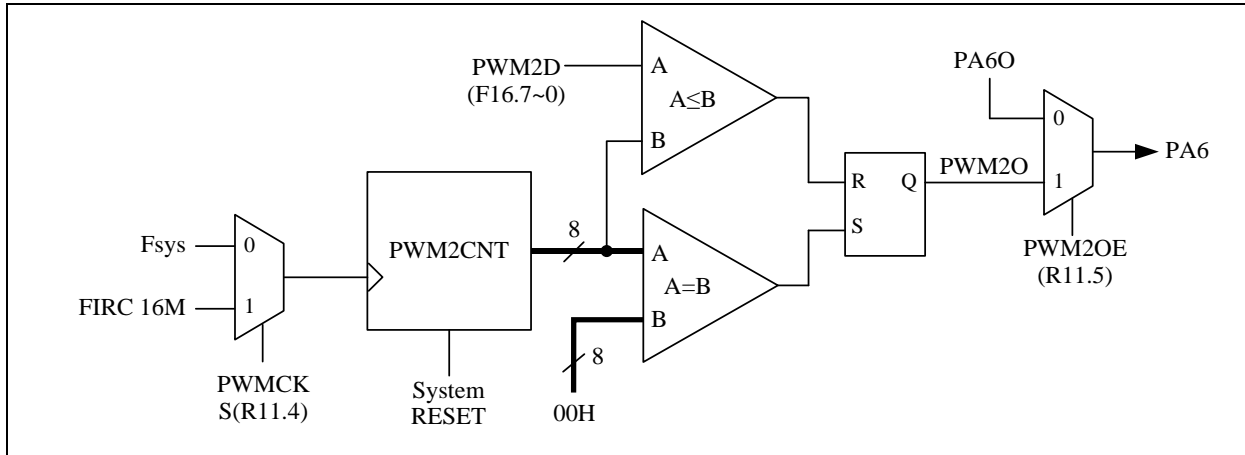 PWM2D
(F16.7~0)
A
A≤B
B
PA6O
0
1
PA6
PWM2O
R
Q
S
PWM2OE
(R11.5)
Fsys
0
FIRC 16M
1
PWMCK
S(R11.4)
PWM2CNT
System
RESET
8
A
A=B
B
8
00H